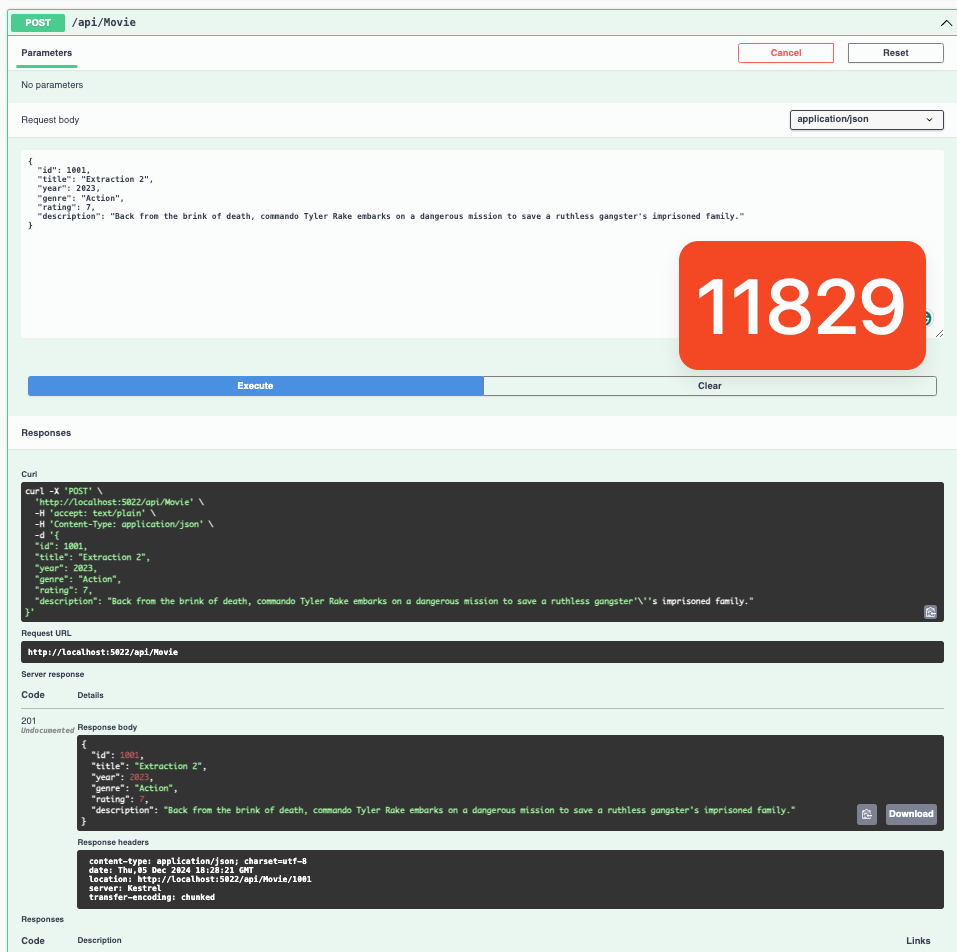 POST /api/Movie
Parameters Cancel Reset
No parameters
Request body application/json
{
"id": 1001,
"title": "Extraction 2",
"year": 2023,
"genre": "Action",
"rating": 7,
"description": "Back from the brink of death, commando Tyler Rake embarks on a dangerous mission to save a ruthless gangster's imprisoned family."
}
11829
Execute Clear
Responses
Curl
curl -X 'POST' \
'http://localhost:5022/api/Movie' \
-H 'accept: text/plain' \
-H 'Content-Type: application/json' \
-d '{
"id": 1001,
"title": "Extraction 2",
"year": 2023,
"genre": "Action",
"rating": 7,
"description": "Back from the brink of death, commando Tyler Rake embarks on a dangerous mission to save a ruthless gangster'\''s imprisoned family."
}'
Request URL
http://localhost:5022/api/Movie
Server response
Code Details
201
Undocumented
Response body
{
"id": 1001,
"title": "Extraction 2",
"year": 2023,
"genre": "Action",
"rating": 7,
"description": "Back from the brink of death, commando Tyler Rake embarks on a dangerous mission to save a ruthless gangster's imprisoned family."
}
Download
Response headers
content-type: application/json; charset=utf-8
date: Thu,05 Dec 2024 18:28:21 GMT
location: http://localhost:5022/api/Movie/1001
server: Kestrel
transfer-encoding: chunked
Responses
Code Description Links